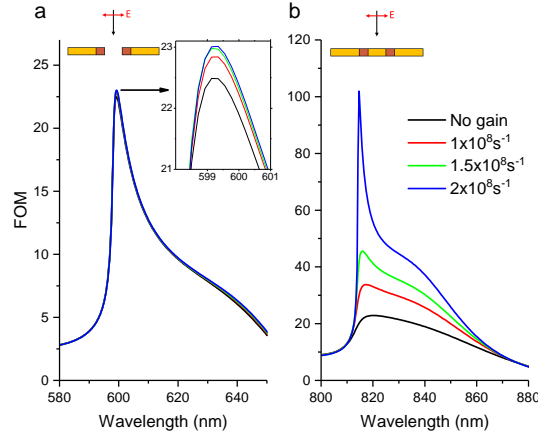 a
E
b
E
FOM
25
20
15
10
5
0
580
600
620
640
Wavelength (nm)
23
22
21
599
600
601
120
100
80
60
40
20
0
800
820
840
860
880
Wavelength (nm)
No gain
1x10⁸s⁻¹
1.5x10⁸s⁻¹
2x10⁸s⁻¹